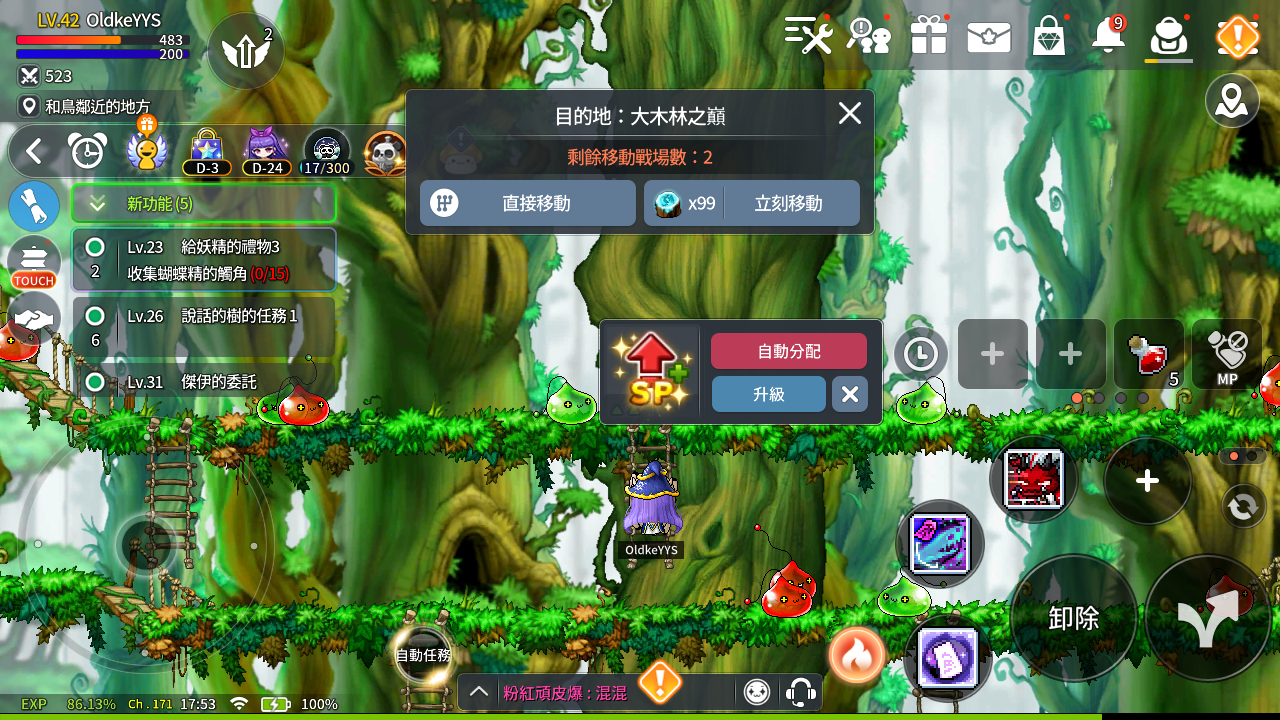 LV.42 OldkeYYS
483
200
2
523
和鳥鄰近的地方
9
D-3
D-24
17/300
目的地：大木林之巔
剩餘移動戰場數：2
直接移動
x99
立刻移動
新功能 (5)
Lv.23 給妖精的禮物3
2
收集蝴蝶精的觸角 (0/15)
TOUCH
Lv.26 說話的樹的任務 1
6
Lv.31 傑伊的委託
SP
自動分配
升級
5
MP
OldkeYYS
卸除
自動任務
粉紅頑皮爆 : 混混
EXP 86.13% Ch.171 17:53 100%